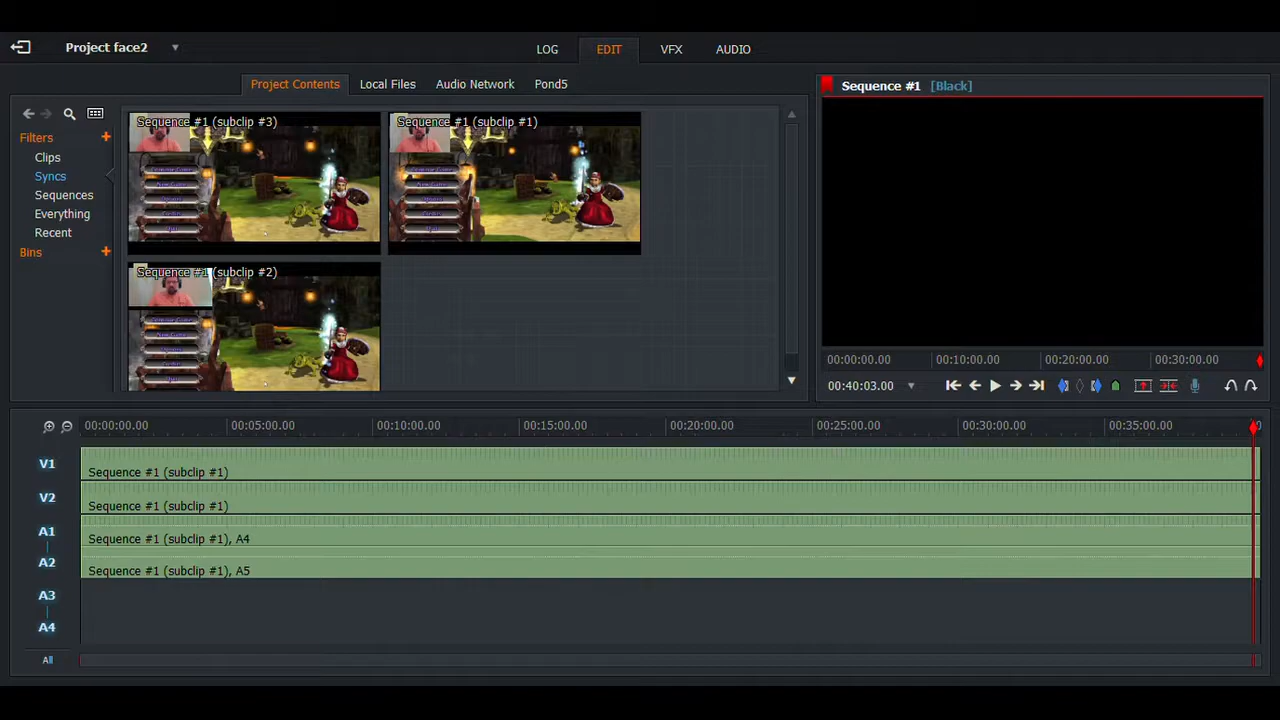 Project face2
LOG EDIT VFX AUDIO
Project Contents Local Files Audio Network Pond5
Filters +
Clips
Syncs
Sequences
Everything
Recent
Bins +
Sequence #1 (subclip #3)
Sequence #1 (subclip #1)
Sequence #1 (subclip #2)
Sequence #1 [Black]
00:00:00.00 00:10:00.00 00:20:00.00 00:30:00.00
00:40:03.00
00:00:00.00 00:05:00.00 00:10:00.00 00:15:00.00 00:20:00.00 00:25:00.00 00:30:00.00 00:35:00.00 0
V1 Sequence #1 (subclip #1)
V2 Sequence #1 (subclip #1)
A1 Sequence #1 (subclip #1), A4
A2 Sequence #1 (subclip #1), A5
A3
A4
All